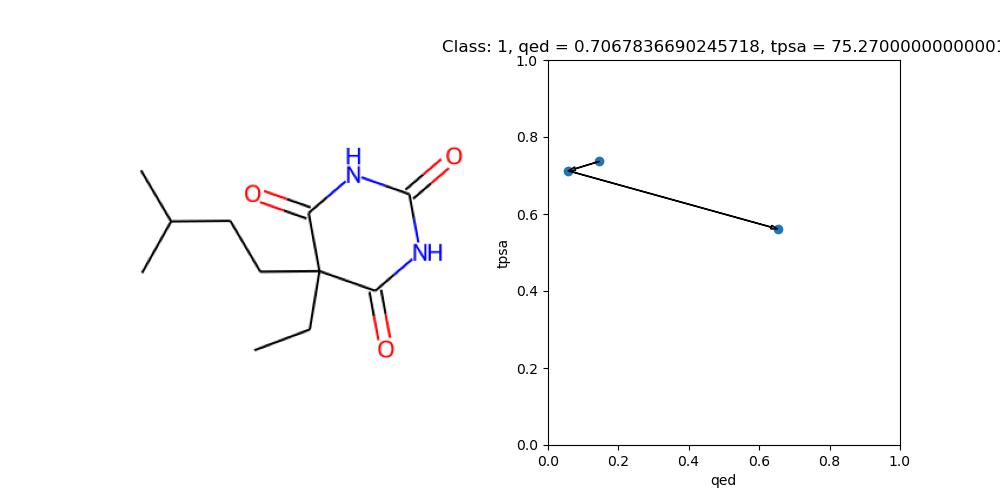 Class: 1, qed = 0.7067836690245718, tpsa = 75.27000000000001
H
N
O
O
NH
O
1.0
0.8
0.6
0.4
0.2
0.0
tpsa
0.0 0.2 0.4 0.6 0.8 1.0
qed